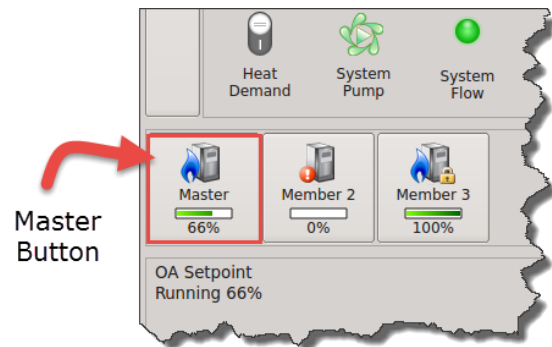 Heat
Demand
System
Pump
System
Flow
Master
66%
Member 2
0%
Member 3
100%
Master
Button
OA Setpoint
Running 66%